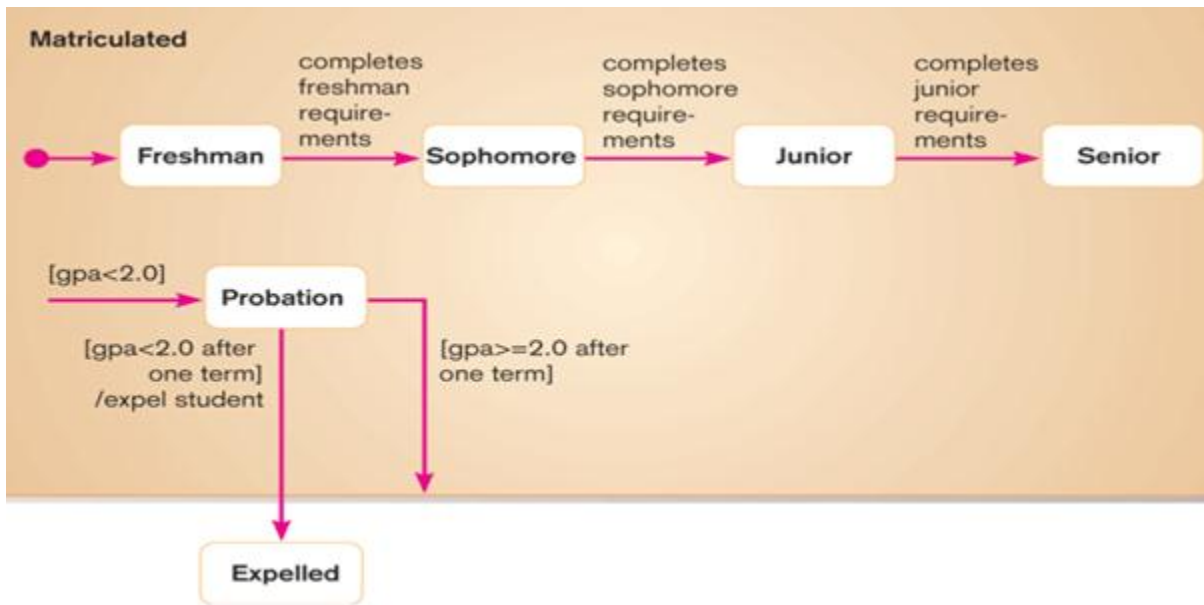 Matriculated
completes
freshman
require-
ments
completes
sophomore
require-
ments
completes
junior
require-
ments
Freshman
Sophomore
Junior
Senior
[gpa<2.0]
Probation
[gpa<2.0 after
one term]
/expel student
[gpa>=2.0 after
one term]
Expelled